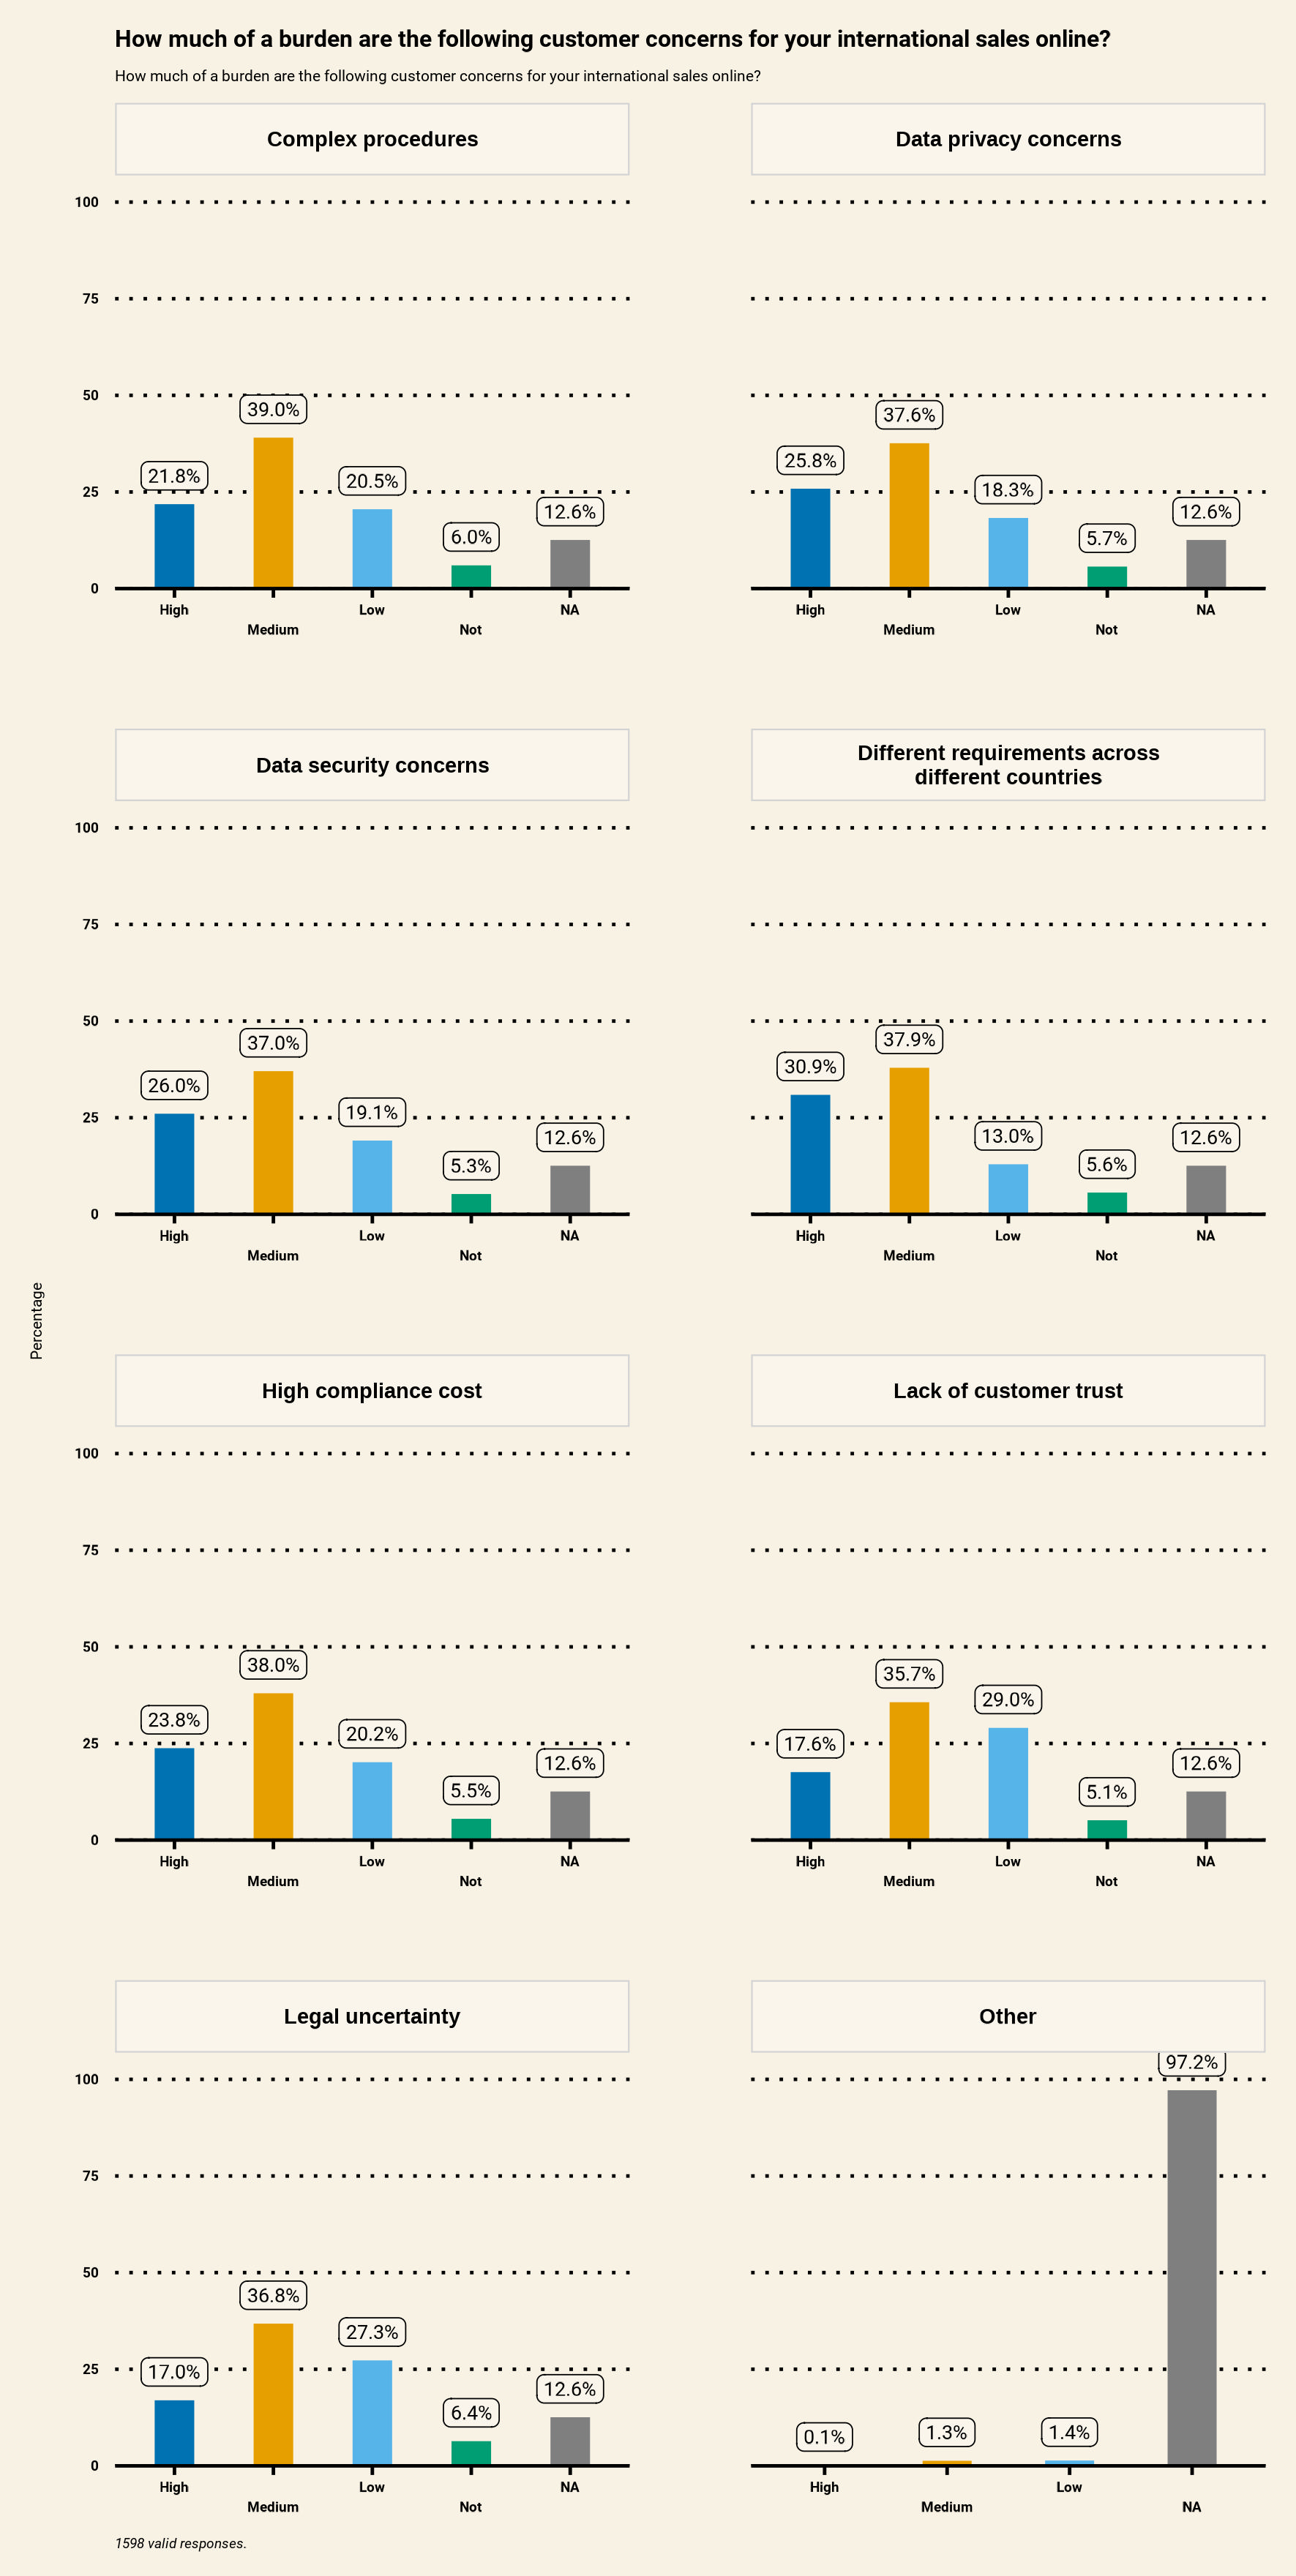 How much of a burden are the following customer concerns for your international sales online?
How much of a burden are the following customer concerns for your international sales online?
Complex procedures
Data privacy concerns
100
75
50
25
0
21.8%
39.0%
20.5%
6.0%
12.6%
High
Medium
Low
Not
NA
25.8%
37.6%
18.3%
5.7%
12.6%
High
Medium
Low
Not
NA
Data security concerns
Different requirements across
different countries
100
75
50
25
0
26.0%
37.0%
19.1%
5.3%
12.6%
High
Medium
Low
Not
NA
30.9%
37.9%
13.0%
5.6%
12.6%
High
Medium
Low
Not
NA
Percentage
High compliance cost
Lack of customer trust
100
75
50
25
0
23.8%
38.0%
20.2%
5.5%
12.6%
High
Medium
Low
Not
NA
17.6%
35.7%
29.0%
5.1%
12.6%
High
Medium
Low
Not
NA
Legal uncertainty
Other
100
75
50
25
0
17.0%
36.8%
27.3%
6.4%
12.6%
High
Medium
Low
Not
NA
0.1%
1.3%
1.4%
97.2%
High
Medium
Low
NA
1598 valid responses.